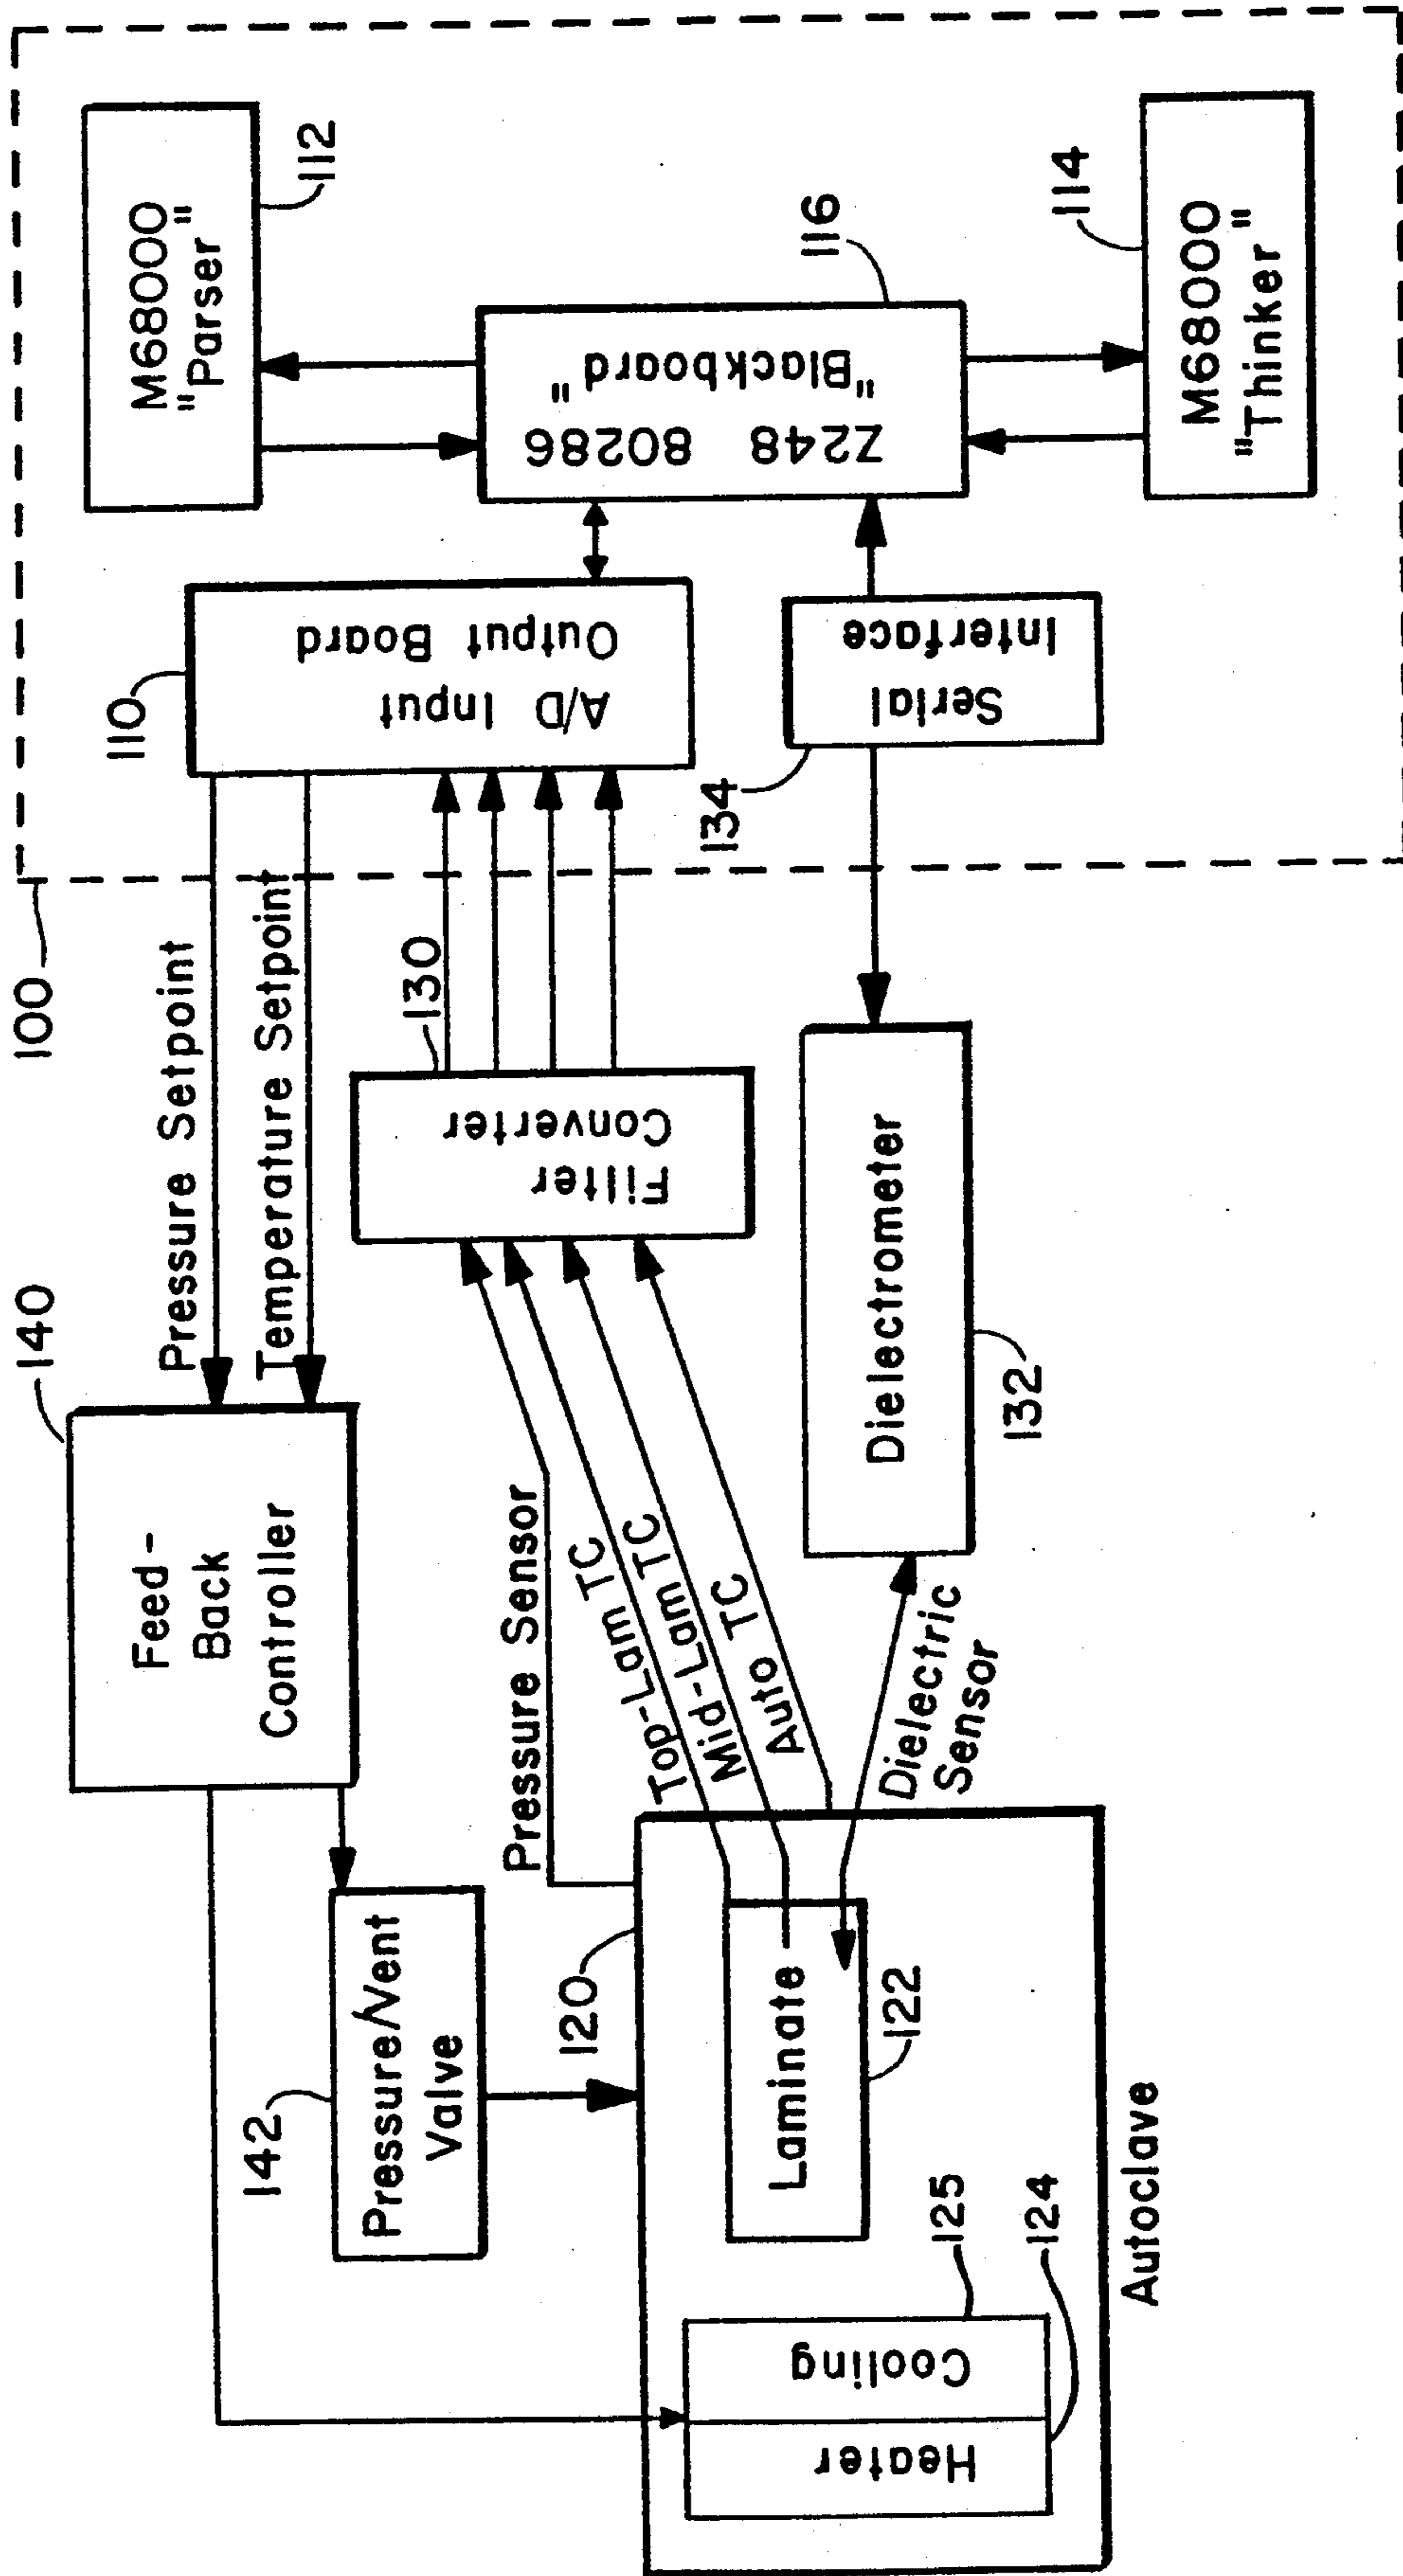 100
M68000
"Parser"
112
Z248 80286
"Blackboard"
116
M68000
"Thinker"
114
A/D Input
Output Board
110
Serial
Interface
134
Pressure Setpoint
Temperature Setpoint
140
Feed-
Back
Controller
130
Filter
Converter
Dielectrometer
132
Pressure Sensor
Top-Lam TC
Mid-Lam TC
Auto TC
Dielectric
Sensor
142
Pressure/Vent
Valve
120
Laminate
122
Heater
Cooling
125
124
Autoclave